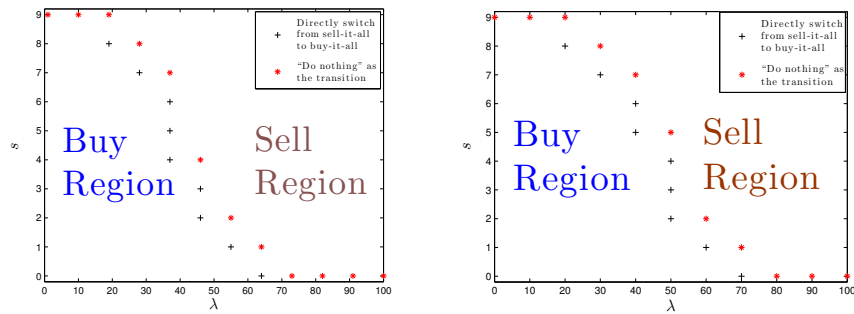 9
8
7
6
5
4
3
2
1
0
s
0 10 20 30 40 50 60 70 80 90 100
λ
Directly switch
from sell-it-all
to buy-it-all
“Do nothing” as
the transition
Buy
Region
Sell
Region
9
8
7
6
5
4
3
2
1
0
s
0 10 20 30 40 50 60 70 80 90 100
λ
Directly switch
from sell-it-all
to buy-it-all
“Do nothing” as
the transition
Buy
Region
Sell
Region